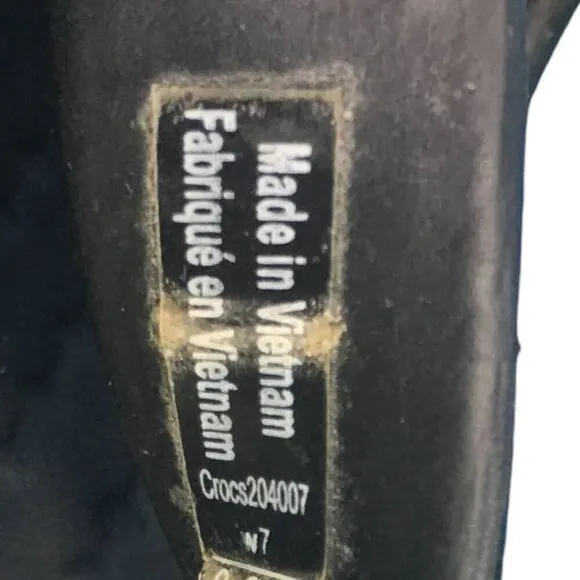 Made in Vietnam
Fabriqué en Vietnam
Crocs204007
w7